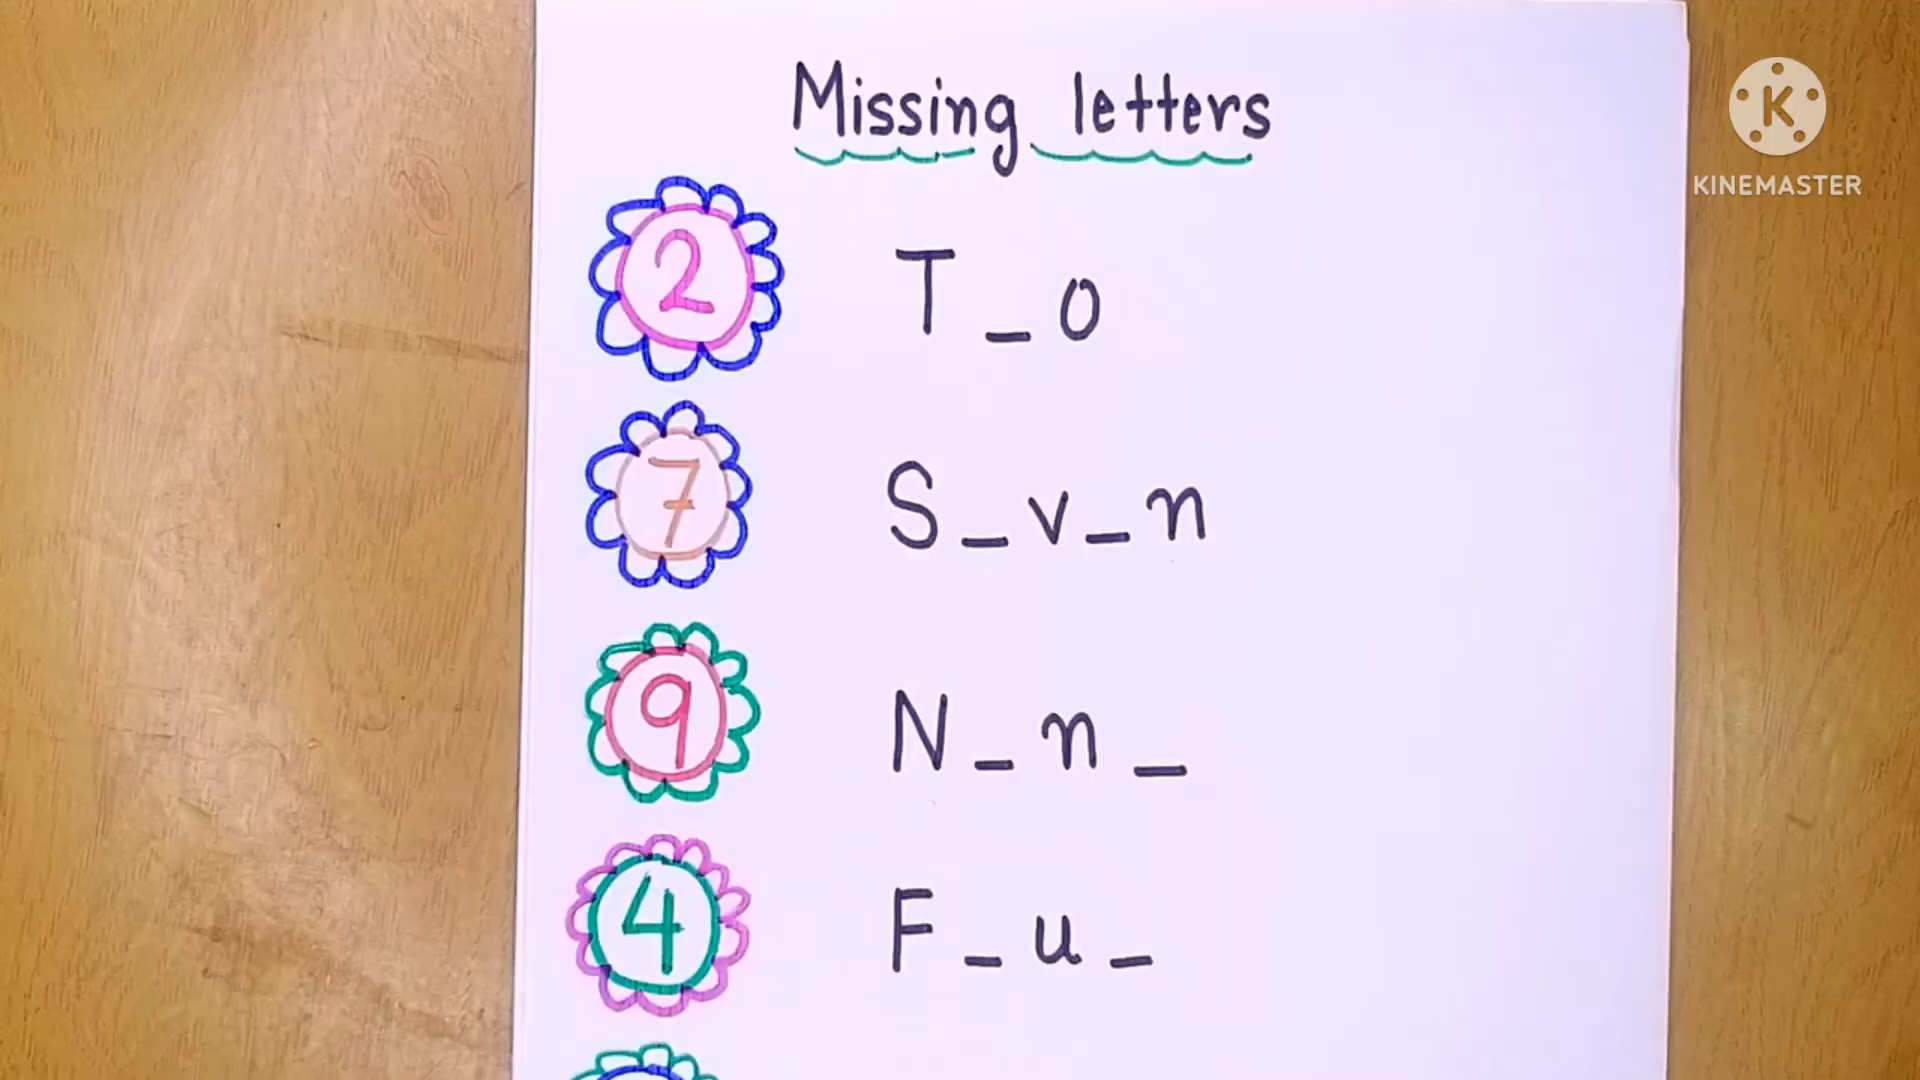 Missing letters
K
KINEMASTER
2 T_o
7 S_v_n
9 N_n_
4 F_u_